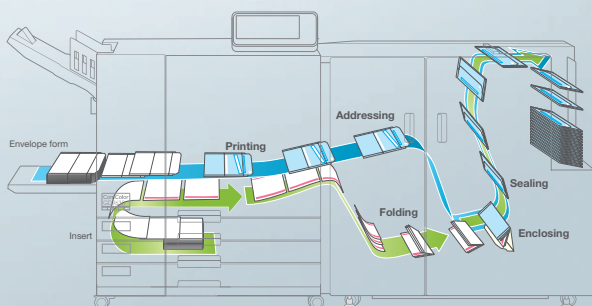 Addressing
Envelope form
Printing
Sealing
Folding
Insert
Enclosing